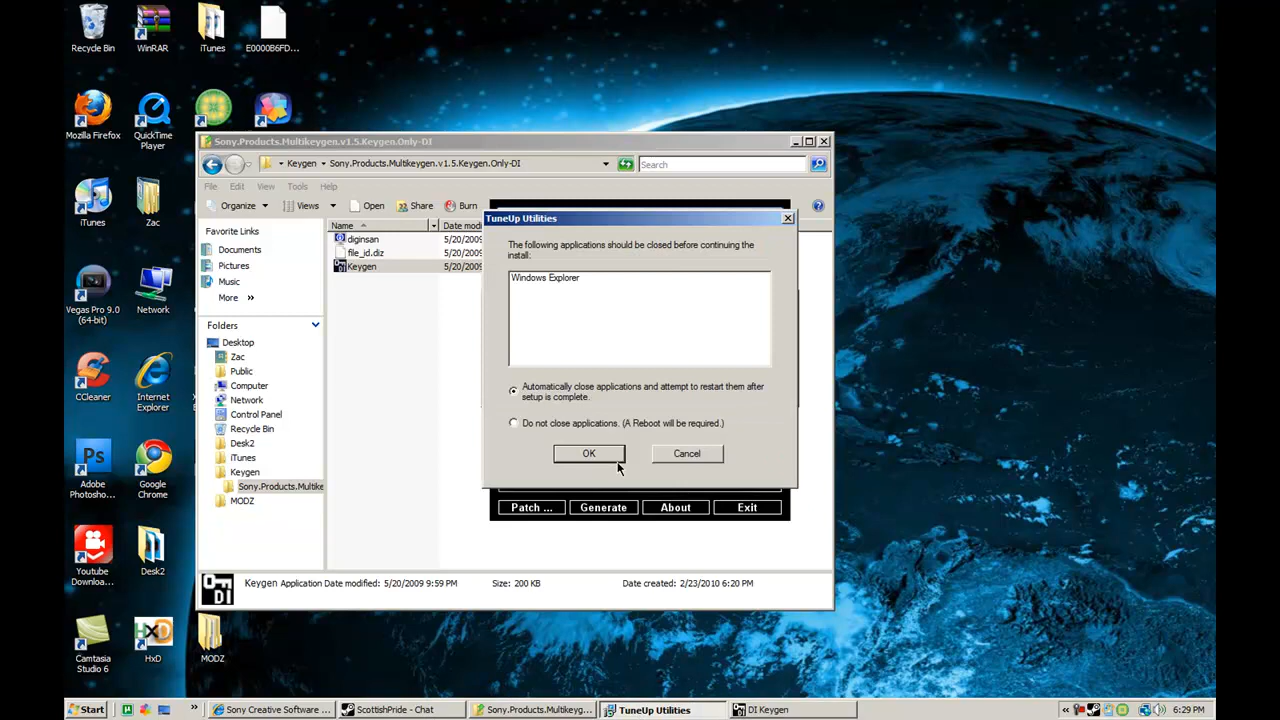 Recycle Bin
WinRAR
iTunes
E0000B6FD...
Mozilla Firefox
QuickTime
Player
iTunes
Zac
Vegas Pro 9.0
(64-bit)
Network
CCleaner
Internet
Explorer
Adobe
Photosho...
Google
Chrome
Youtube
Downloa...
Desk2
Camtasia
Studio 6
HxD
MODZ
Sony.Products.Multikeygen.v1.5.Keygen.Only-DI
Keygen
Sony.Products.Multikeygen.v1.5.Keygen.Only-DI
Search
File Edit View Tools Help
Organize Views Open Share Burn
Favorite Links
Documents
Pictures
Music
More »
Folders
Desktop
Zac
Public
Computer
Network
Control Panel
Recycle Bin
Desk2
iTunes
Keygen
Sony.Products.Multike
MODZ
Name Date mod
diginsan 5/20/2009
file_id.diz 5/20/2009
Keygen 5/20/2009
TuneUp Utilities
The following applications should be closed before continuing the
install:
Windows Explorer
Automatically close applications and attempt to restart them after
setup is complete.
Do not close applications. (A Reboot will be required.)
OK Cancel
Patch ... Generate About Exit
DI
Keygen Application Date modified: 5/20/2009 9:59 PM Size: 200 KB Date created: 2/23/2010 6:20 PM
Start » Sony Creative Software ... ScottishPride - Chat Sony.Products.Multikeyg... TuneUp Utilities DI Keygen « 6:29 PM